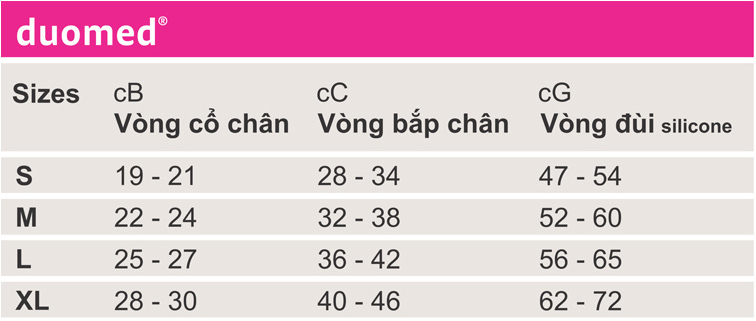 duomed®
Sizes cB cC cG
Vòng cổ chân Vòng bắp chân Vòng đùi silicone
S 19 - 21 28 - 34 47 - 54
M 22 - 24 32 - 38 52 - 60
L 25 - 27 36 - 42 56 - 65
XL 28 - 30 40 - 46 62 - 72